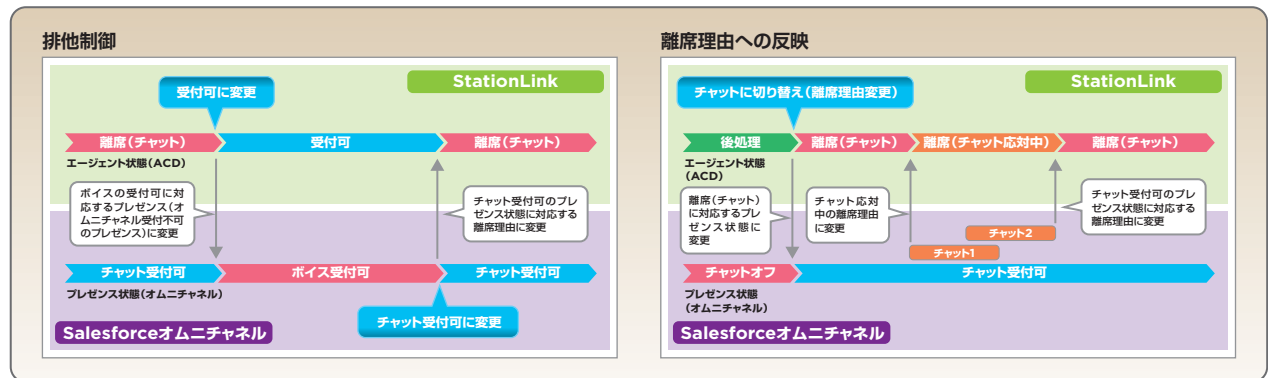 排他制御
StationLink
受付可に変更
離席(チャット)
受付可
離席(チャット)
エージェント状態(ACD)
ボイスの受付可に対
応するプレゼンス(オ
ムニチャネル受付不可
のプレゼンス)に変更
チャット受付可のプレ
ゼンス状態に対応する
離席理由に変更
チャット受付可
ボイス受付可
チャット受付可
プレゼンス状態(オムニチャネル)
チャット受付可に変更
Salesforceオムニチャネル
離席理由への反映
StationLink
チャットに切り替え(離席理由変更)
後処理
離席(チャット)
離席(チャット応対中)
離席(チャット)
エージェント状態
(ACD)
離席(チャット)
に対応するプレ
ゼンス状態に
変更
チャット応対
中の離席理由
に変更
チャット受付可のプレ
ゼンス状態に対応する
離席理由に変更
チャット2
チャット1
チャットオフ
チャット受付可
プレゼンス状態
(オムニチャネル)
Salesforceオムニチャネル